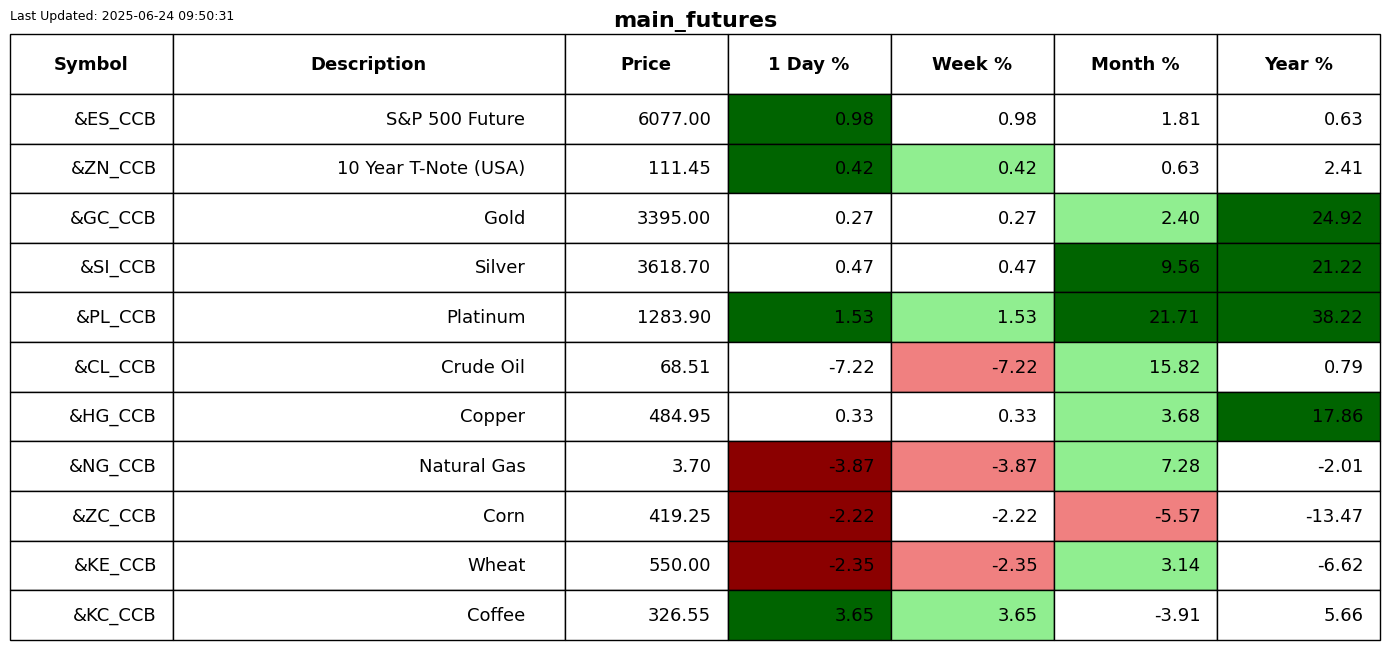 Last Updated: 2025-06-24 09:50:31
main_futures
Symbol Description Price 1 Day % Week % Month % Year %
&ES_CCB S&P 500 Future 6077.00 0.98 0.98 1.81 0.63
&ZN_CCB 10 Year T-Note (USA) 111.45 0.42 0.42 0.63 2.41
&GC_CCB Gold 3395.00 0.27 0.27 2.40 24.92
&SI_CCB Silver 3618.70 0.47 0.47 9.56 21.22
&PL_CCB Platinum 1283.90 1.53 1.53 21.71 38.22
&CL_CCB Crude Oil 68.51 -7.22 -7.22 15.82 0.79
&HG_CCB Copper 484.95 0.33 0.33 3.68 17.86
&NG_CCB Natural Gas 3.70 -3.87 -3.87 7.28 -2.01
&ZC_CCB Corn 419.25 -2.22 -2.22 -5.57 -13.47
&KE_CCB Wheat 550.00 -2.35 -2.35 3.14 -6.62
&KC_CCB Coffee 326.55 3.65 3.65 -3.91 5.66